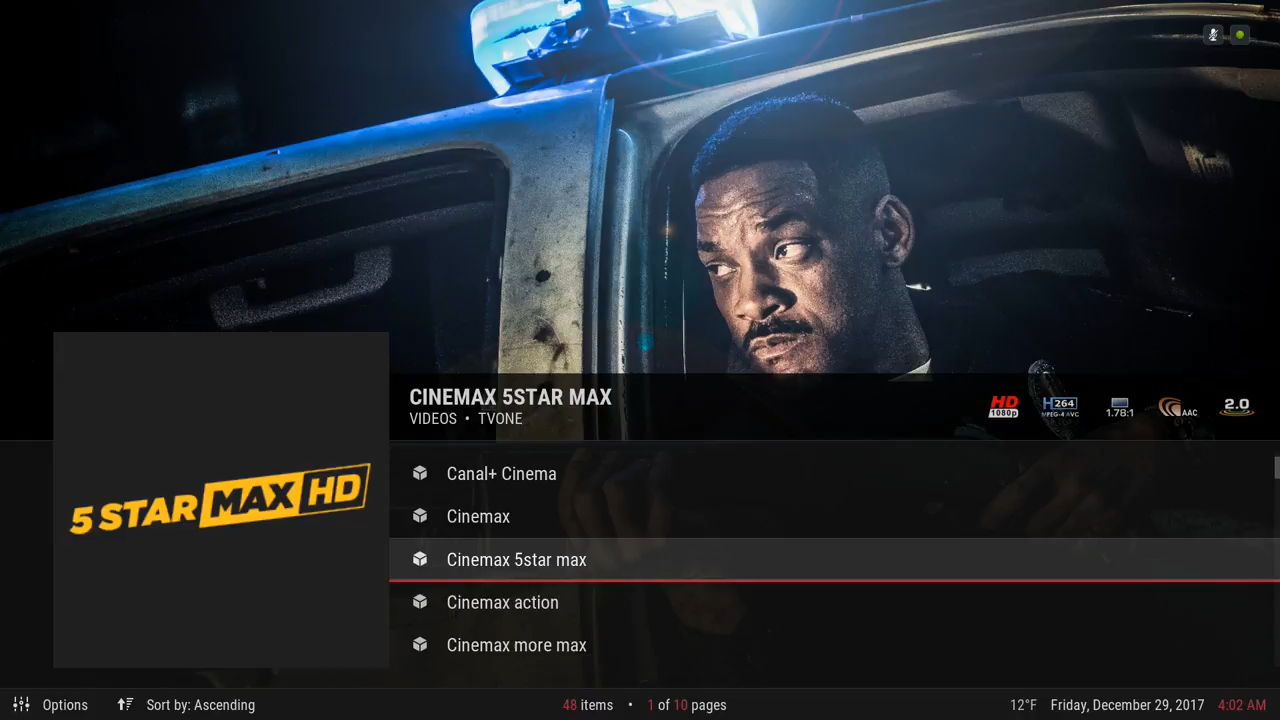 CINEMAX 5STAR MAX
VIDEOS • TVONE
HD
1080p
H264
MPEG-4 AVC
1.78:1
AAC
2.0
5 STAR MAX HD
Canal+ Cinema
Cinemax
Cinemax 5star max
Cinemax action
Cinemax more max
Options
Sort by: Ascending
48 items • 1 of 10 pages
12°F Friday, December 29, 2017 4:02 AM